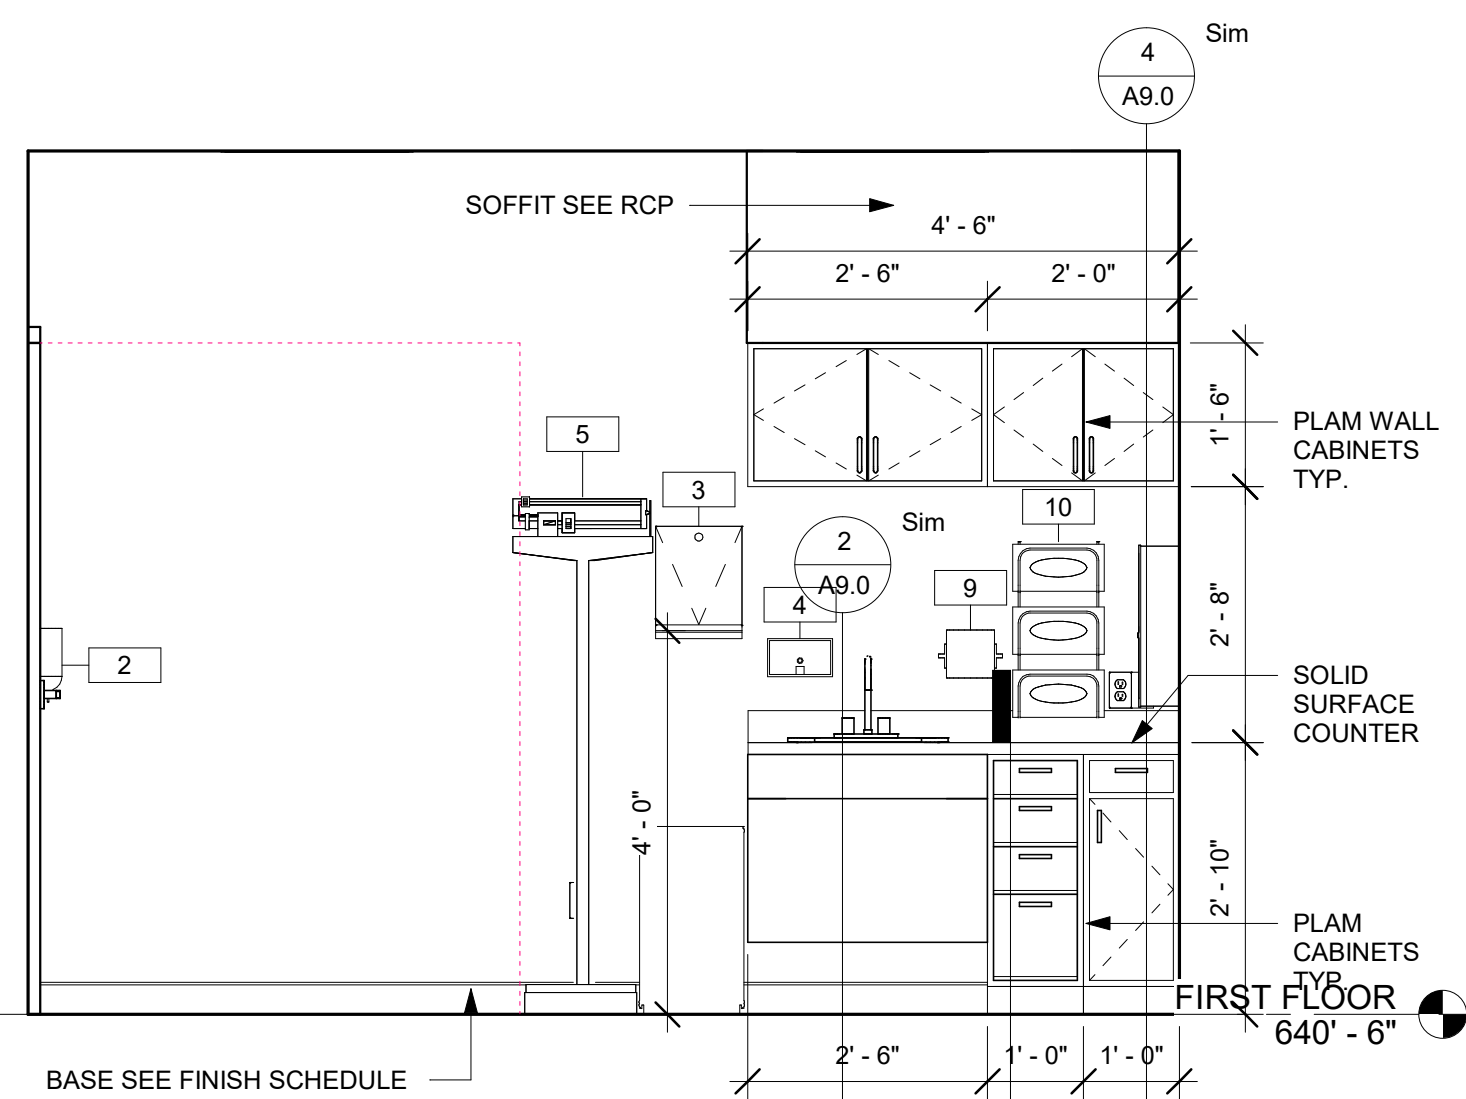 Sim
4
A9.0
SOFFIT SEE RCP
4' - 6"
2' - 6"
2' - 0"
1' - 6"
PLAM WALL
CABINETS
TYP.
5
3
10
Sim
2
A9.0
4
9
2
2' - 8"
SOLID
SURFACE
COUNTER
4' - 0"
2' - 10"
PLAM
CABINETS
TYP.
FIRST FLOOR
640' - 6"
2' - 6"
1' - 0"
1' - 0"
BASE SEE FINISH SCHEDULE